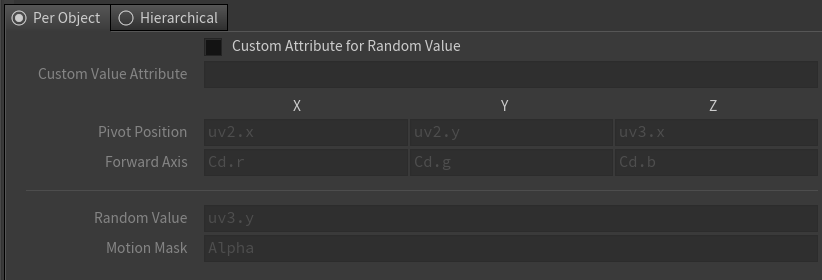 Per Object Hierarchical
Custom Attribute for Random Value
Custom Value Attribute
X Y Z
Pivot Position uv2.x uv2.y uv3.x
Forward Axis Cd.r Cd.g Cd.b
Random Value uv3.y
Motion Mask Alpha